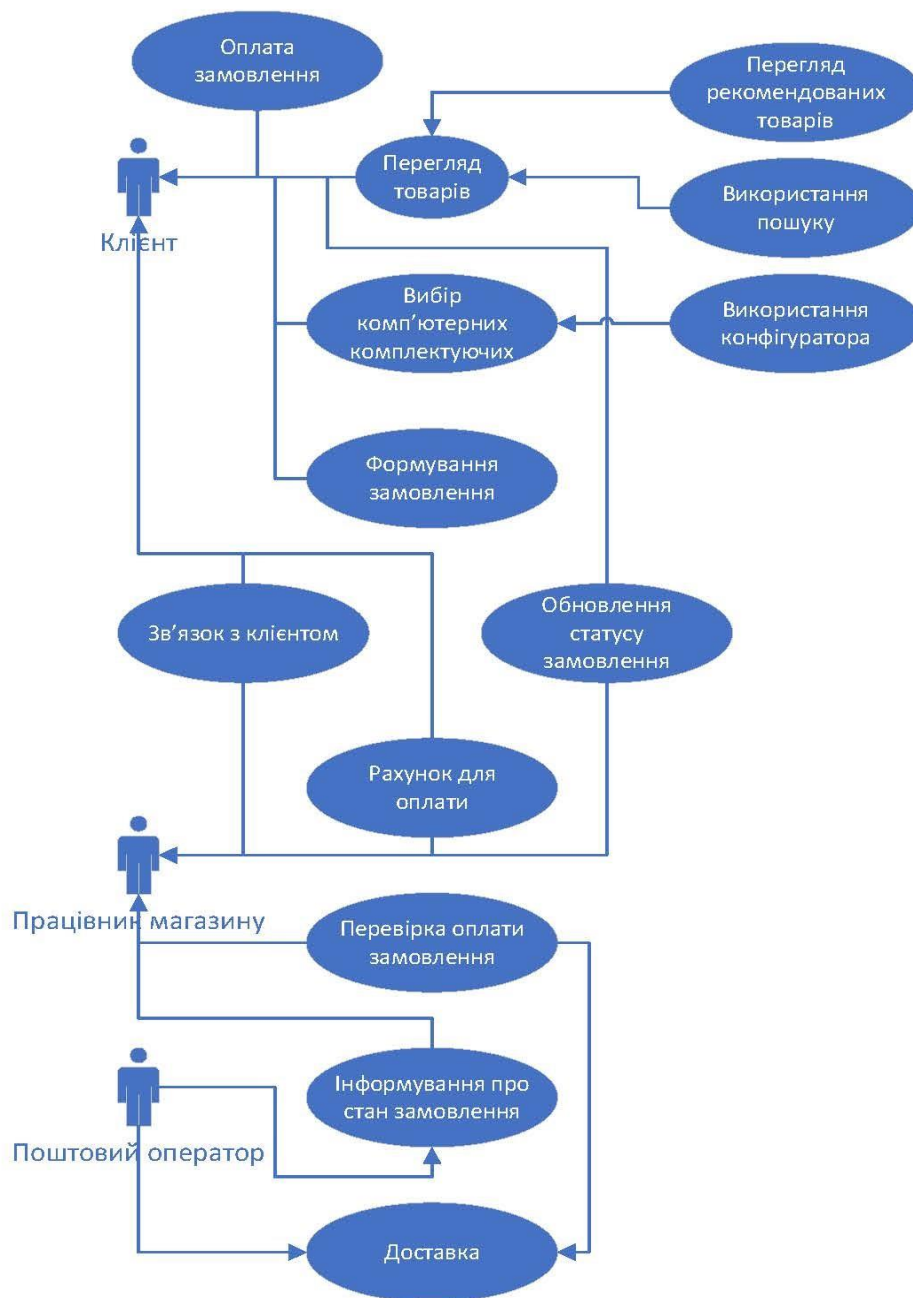 Оплата
замовлення
Перегляд
рекомендованих
товарів
Перегляд
товарів
Використання
пошуку
Клієнт
Вибір
комп’ютерних
комплектуючих
Використання
конфігуратора
Формування
замовлення
Зв’язок з клієнтом
Обновлення
статусу
замовлення
Рахунок для
оплати
Працівник магазину
Перевірка оплати
замовлення
Інформування про
стан замовлення
Поштовий оператор
Доставка